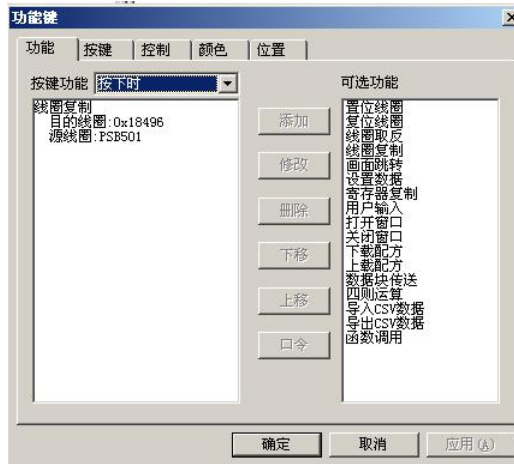 功能键
功能 按键 控制 颜色 位置
按键功能 按下时
可选功能
线圈复制
目的线圈:0x18496
源线圈:PSB501
添加
修改
删除
下移
上移
口令
置位线圈
复位线圈
线圈取反
线圈复制
画面跳转
设置数据
寄存器复制
用户输入
打开窗口
关闭窗口
下载配方
上载配方
数据块传送
四则运算
导入CSV数据
导出CSV数据
函数调用
确定 取消 应用(A)